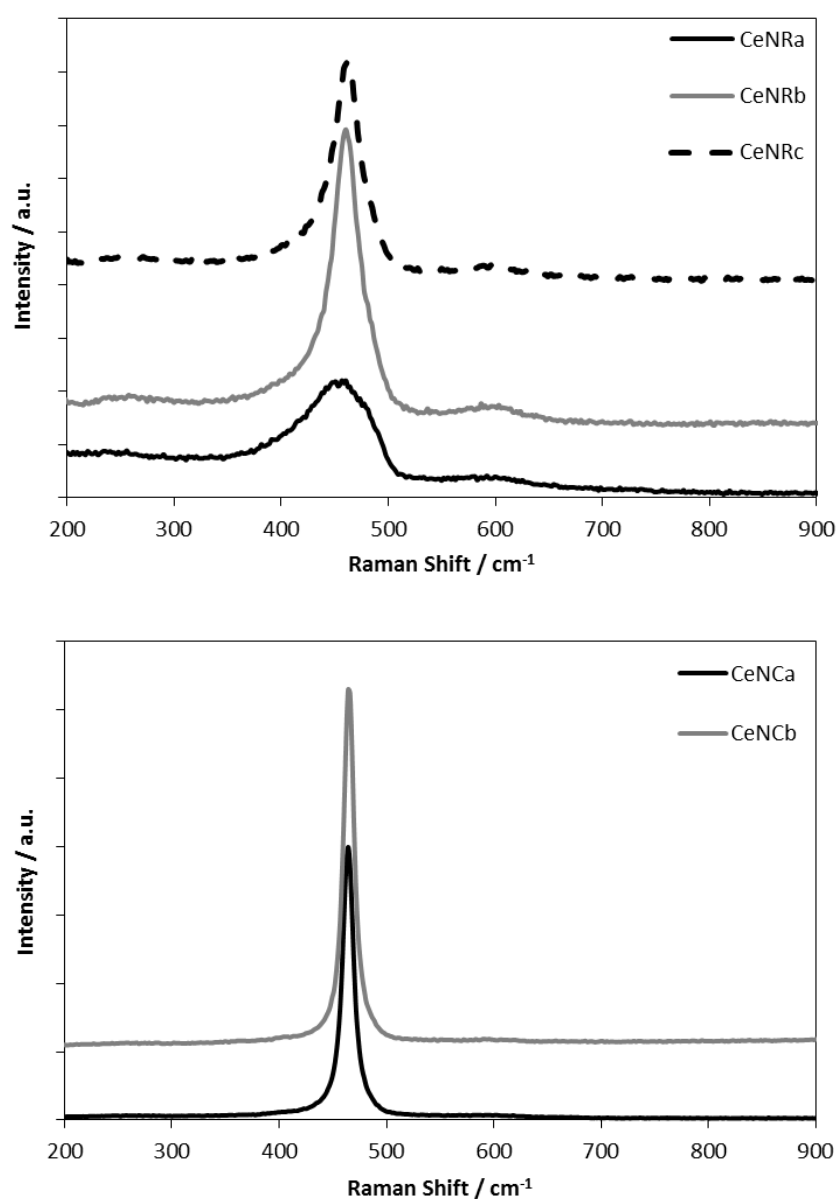 CeNRa
CeNRb
CeNRc
Intensity / a.u.
200 300 400 500 600 700 800 900
Raman Shift / cm⁻¹
CeNCa
CeNCb
Intensity / a.u.
200 300 400 500 600 700 800 900
Raman Shift / cm⁻¹